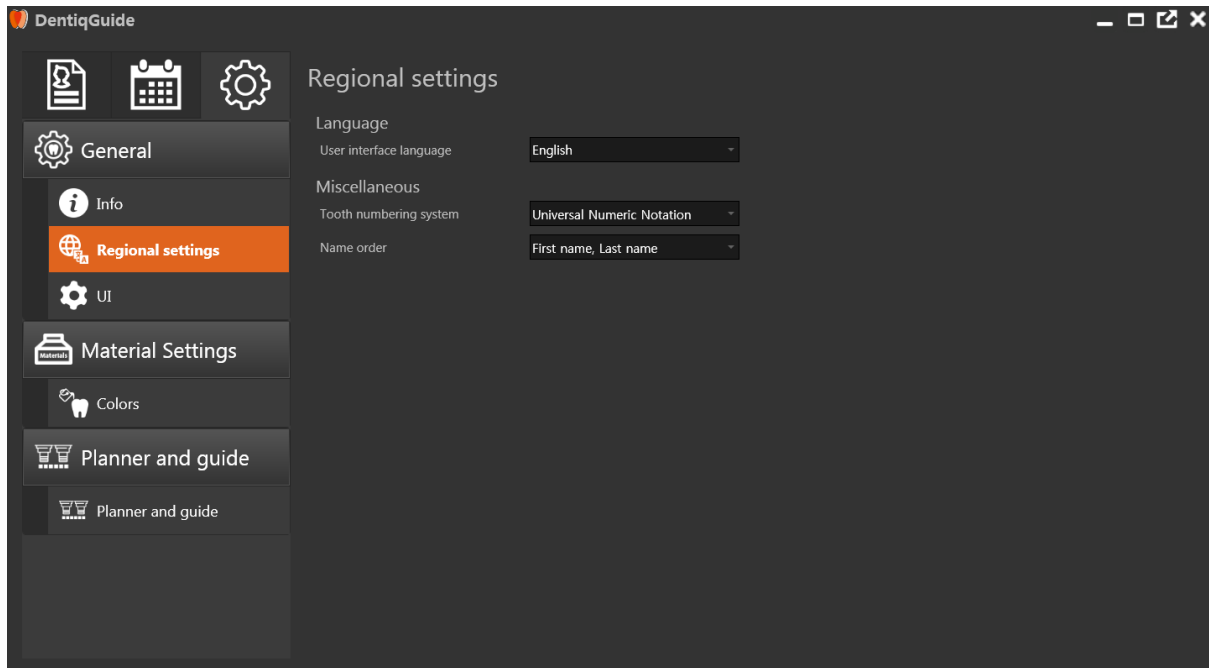 DentiqGuide
Regional settings
Language
User interface language English
Miscellaneous
Tooth numbering system Universal Numeric Notation
Name order First name, Last name
General
Info
Regional settings
UI
Materials
Material Settings
Colors
Planner and guide
Planner and guide